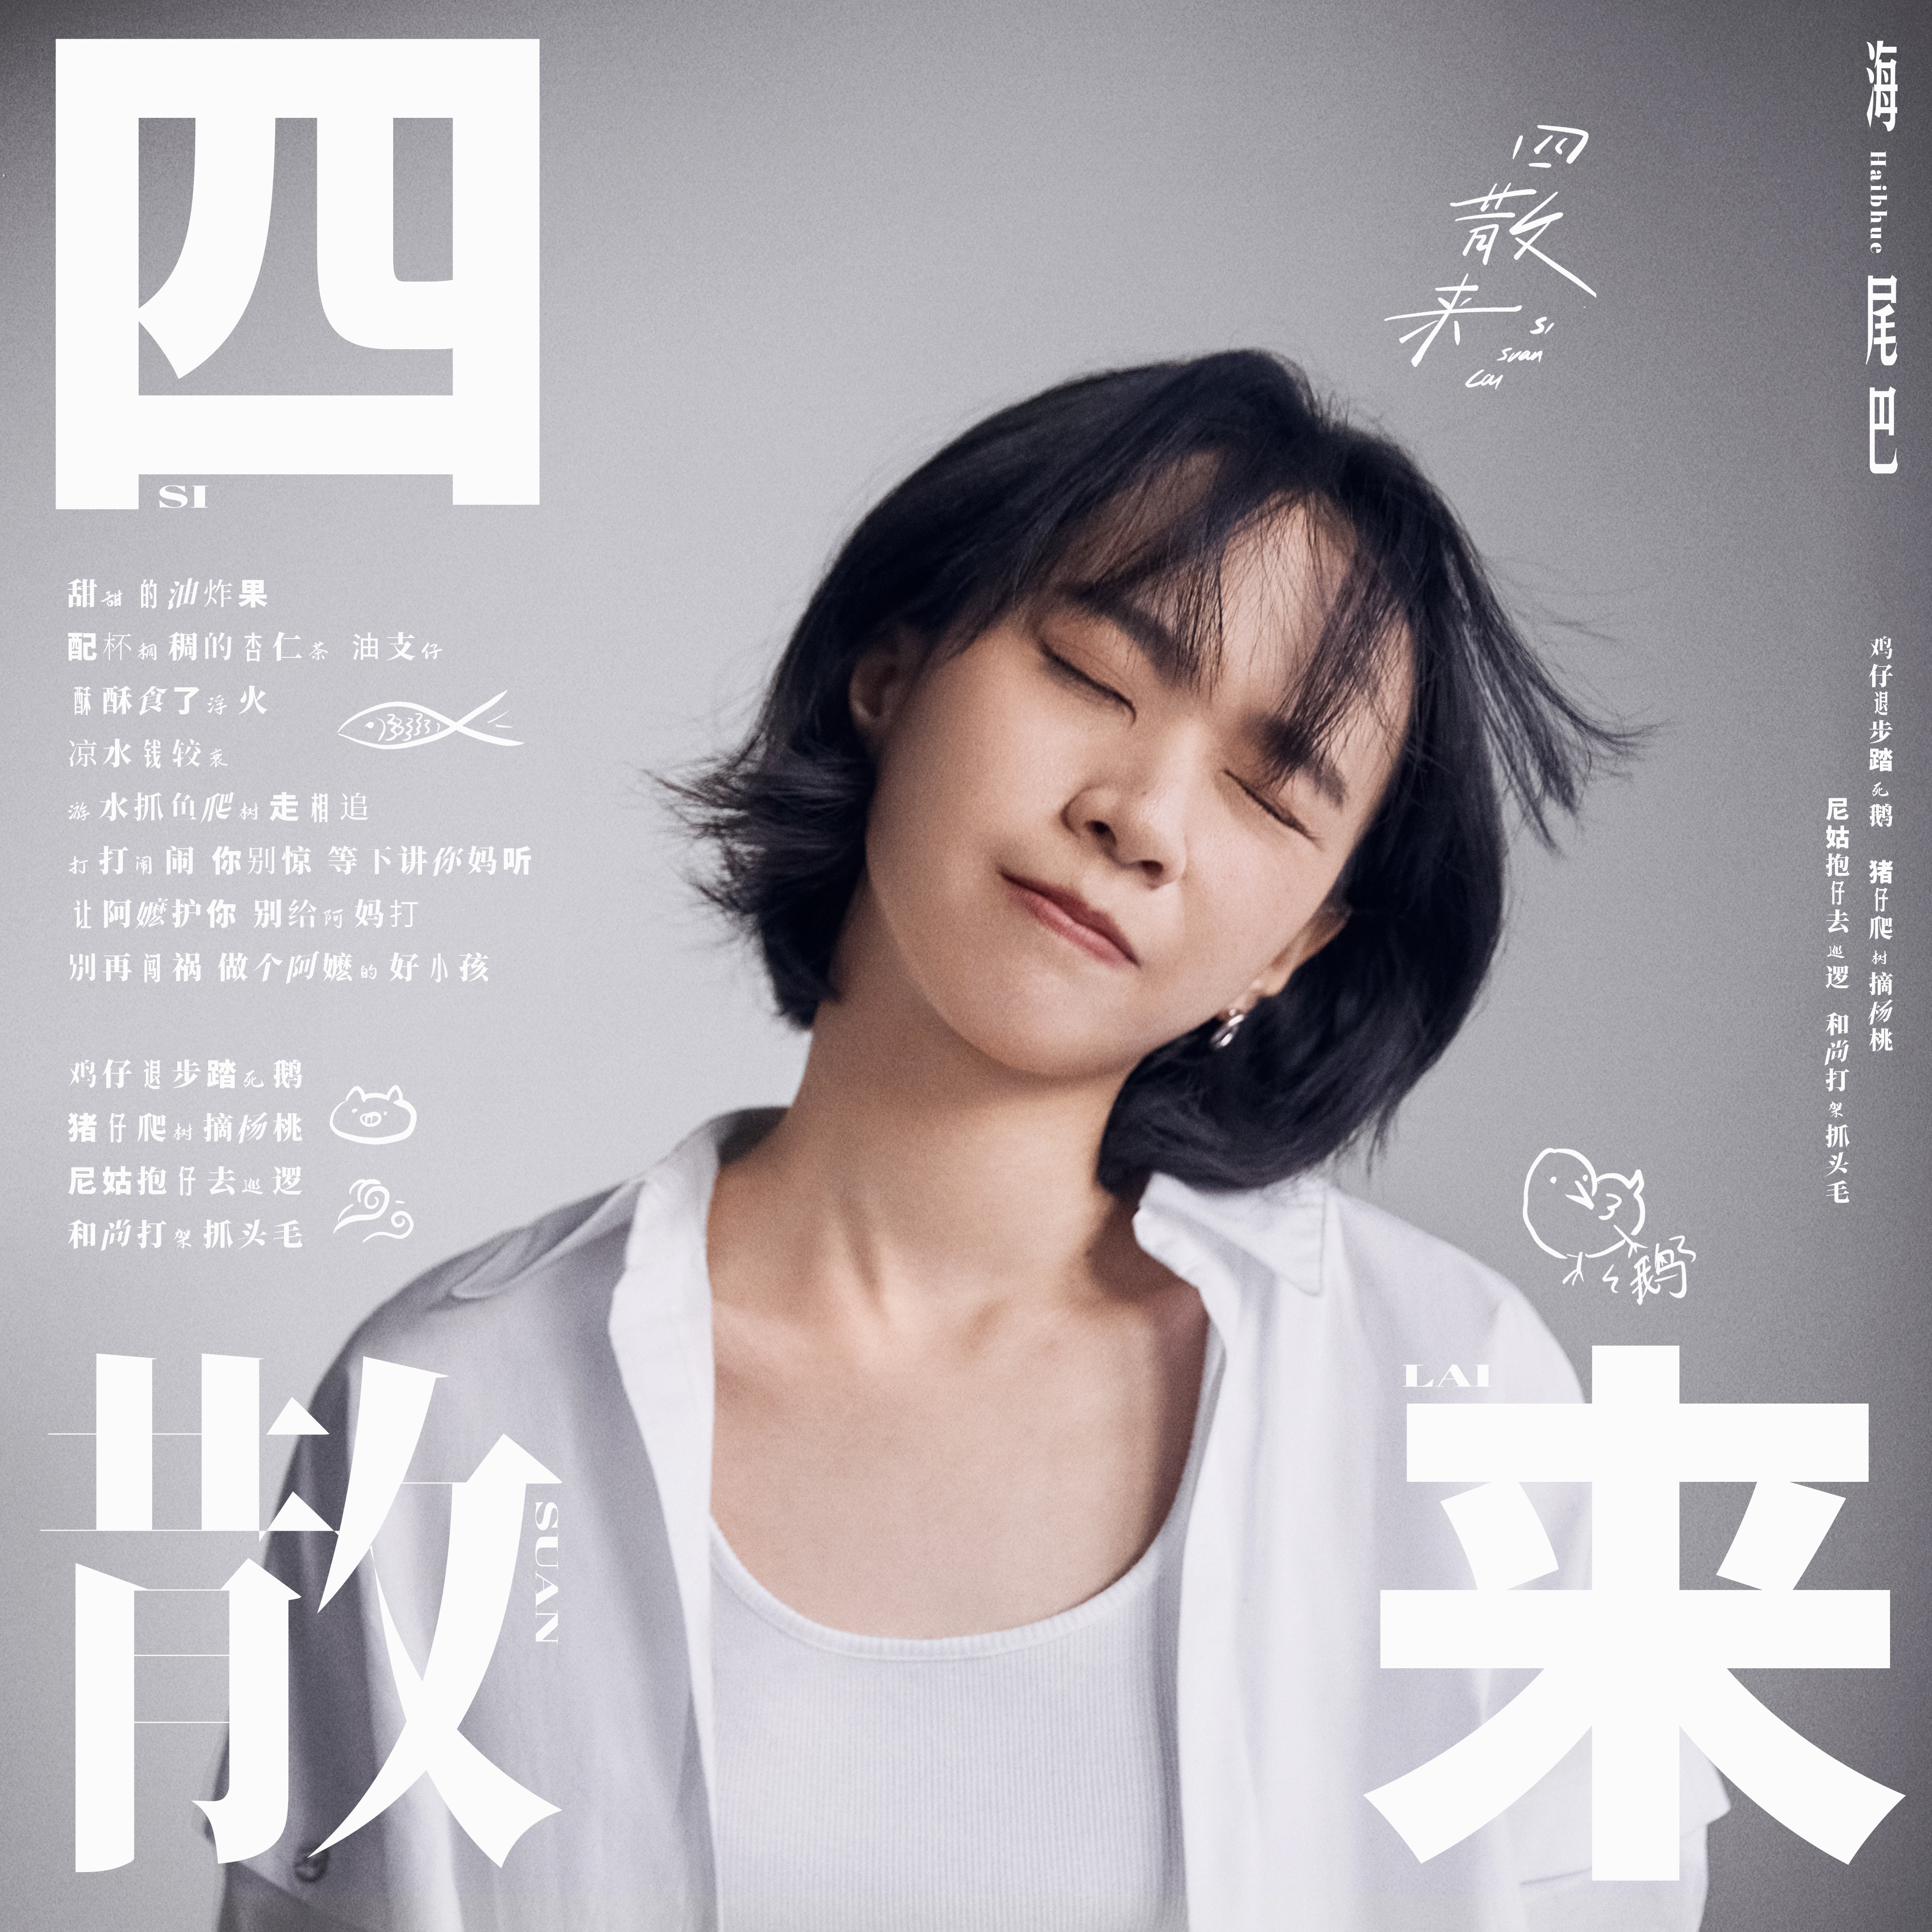 四
SI
甜甜的油炸果
配杯稠稠的杏仁茶 油支仔
酥酥食了浮火
凉水钱较衰
游水抓鱼爬树走相追
打打闹闹 你别惊 等下讲你妈听
让阿嬷护你 别给阿妈打
别再闯祸 做个阿嬷的好小孩
鸡仔退步踏死鹅
猪仔爬树摘杨桃
尼姑抱仔去巡逻
和尚打架抓头毛
散
SUAN
来
LAI
四
散
来
si
suan
Lai
海 Haibhue 尾巴
鸡仔退步踏死鹅 猪仔爬树摘杨桃
尼姑抱仔去巡逻 和尚打架抓头毛
鹅